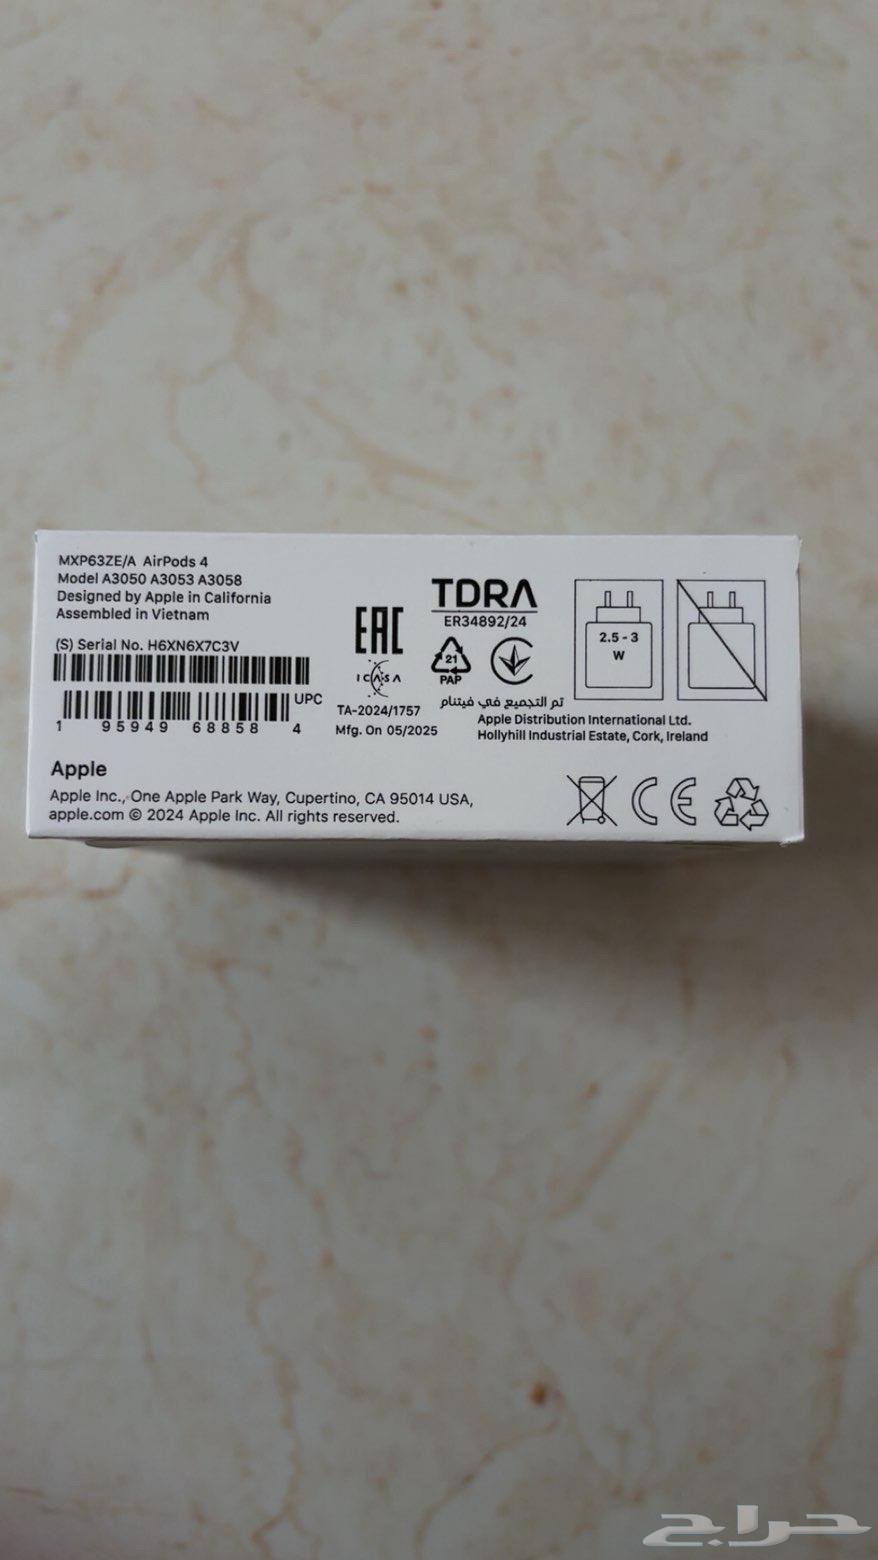 MXP63ZE/A AirPods 4
Model A3050 A3053 A3058
Designed by Apple in California
Assembled in Vietnam
(S) Serial No. H6XN6X7C3V
UPC
1 95949 68858 4
EAC
ICASA
TA-2024/1757
Mfg. On 05/2025
TDRA
ER34892/24
21
PAP
تم التجميع في فيتنام
Apple Distribution International Ltd.
Hollyhill Industrial Estate, Cork, Ireland
2.5 - 3
W
Apple
Apple Inc., One Apple Park Way, Cupertino, CA 95014 USA,
apple.com © 2024 Apple Inc. All rights reserved.
CE
حراج